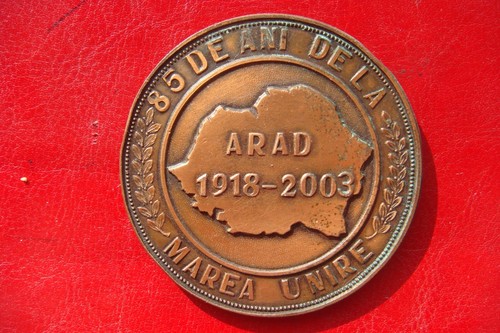 85 DE ANI DE LA
ARAD
1918-2003
MAREA UNIRE